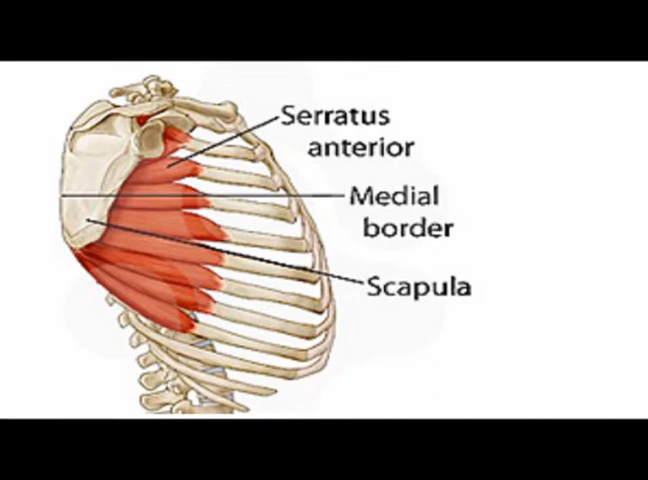 Serratus
anterior
Medial
border
Scapula